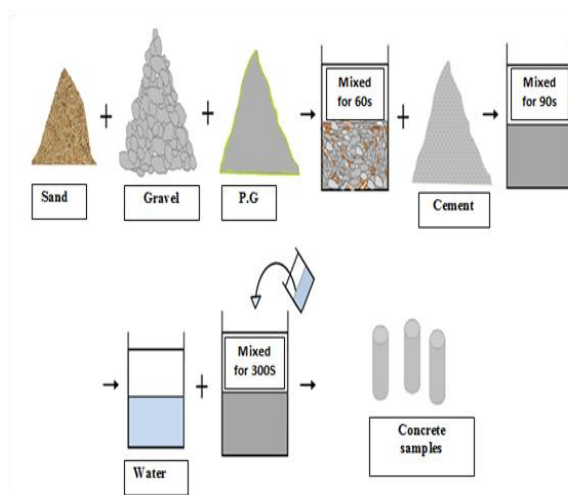 Mixed
for 60s
Mixed
for 90s
Sand
Gravel
P.G
Cement
Mixed
for 300S
Water
Concrete
samples